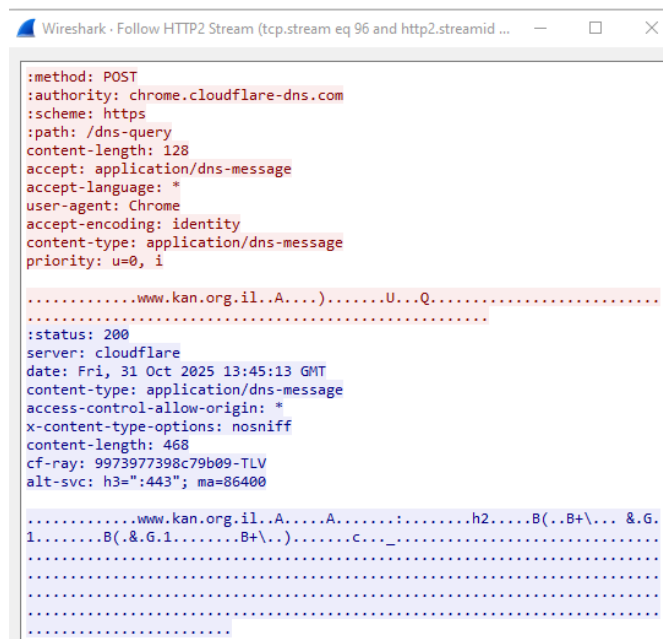 Wireshark · Follow HTTP2 Stream (tcp.stream eq 96 and http2.streamid ...
:method: POST
:authority: chrome.cloudflare-dns.com
:scheme: https
:path: /dns-query
content-length: 128
accept: application/dns-message
accept-language: *
user-agent: Chrome
accept-encoding: identity
content-type: application/dns-message
priority: u=0, i
.............www.kan.org.il..A....).......U...Q...........................
......................................................
:status: 200
server: cloudflare
date: Fri, 31 Oct 2025 13:45:13 GMT
content-type: application/dns-message
access-control-allow-origin: *
x-content-type-options: nosniff
content-length: 468
cf-ray: 9973977398c79b09-TLV
alt-svc: h3=":443"; ma=86400
.............www.kan.org.il..A.....A.......:........h2.....B(..B+\... &.G.
1........B(.&.G.1........B+\..).......c..._...............................
..........................................................................
..........................................................................
..........................................................................
..........................................................................
........................